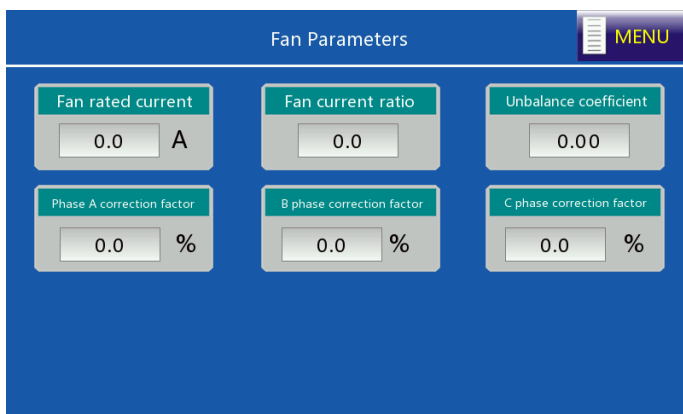 Fan Parameters
MENU
Fan rated current
Fan current ratio
Unbalance coefficient
0.0 A
0.0
0.00
Phase A correction factor
B phase correction factor
C phase correction factor
0.0 %
0.0 %
0.0 %